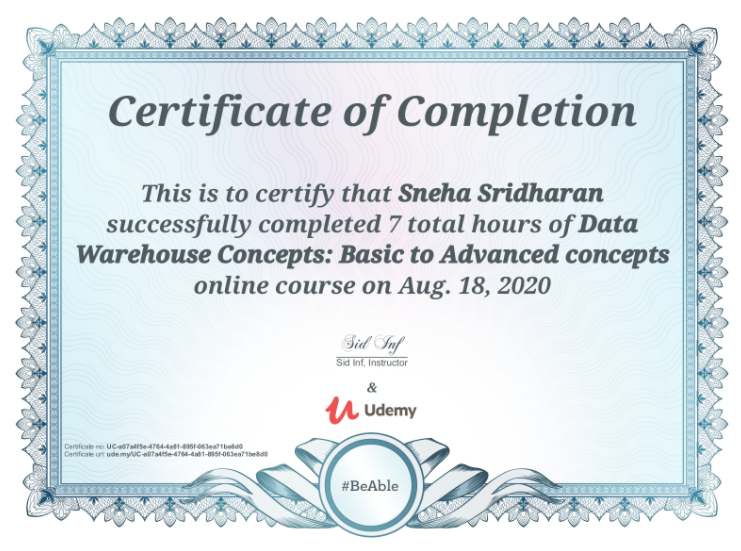 Certificate of Completion
This is to certify that Sneha Sridharan
successfully completed 7 total hours of Data
Warehouse Concepts: Basic to Advanced concepts
online course on Aug. 18, 2020
Sid Inf
Sid Inf, Instructor
&
Udemy
Certificate no: UC-e07a4f5e-4764-4a81-895f-063ea71be8d0
Certificate url: ude.my/UC-e07a4f5e-4764-4a81-895f-063ea71be8d0
#BeAble